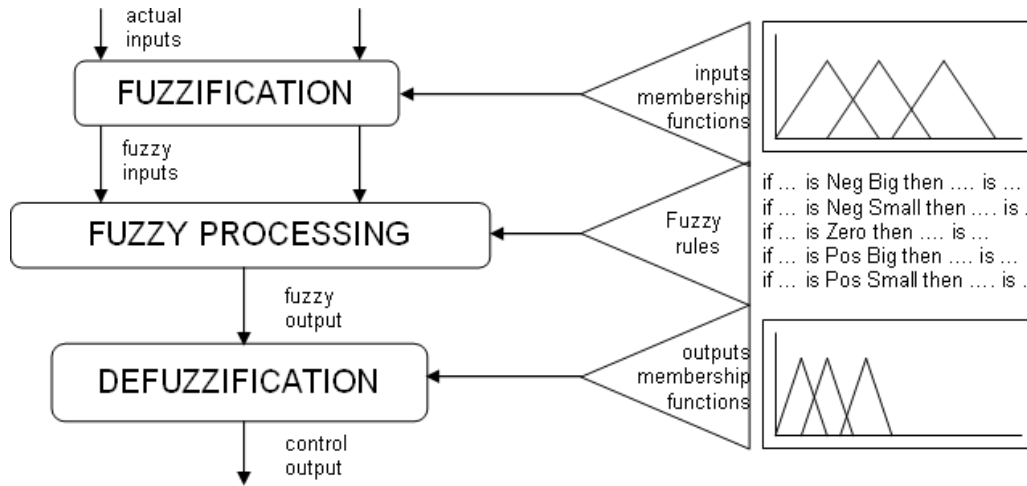 actual
inputs
FUZZIFICATION
inputs
membership
functions
fuzzy
inputs
if ... is Neg Big then .... is ...
if ... is Neg Small then .... is .
if ... is Zero then .... is ...
if ... is Pos Big then .... is ...
if ... is Pos Small then .... is .
FUZZY PROCESSING
Fuzzy
rules
fuzzy
output
DEFUZZIFICATION
outputs
membership
functions
control
output